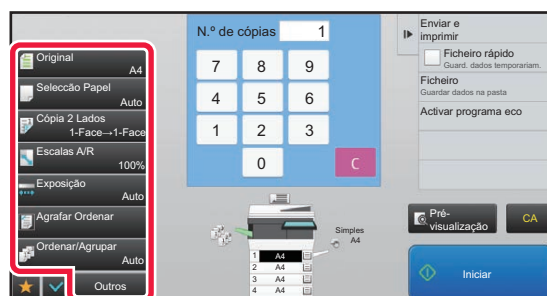 Original
A4
Selecção Papel
Auto
Cópia 2 Lados
1-Face→1-Face
Escalas A/R
100%
Exposição
Auto
Agrafar Ordenar
Ordenar/Agrupar
Auto
Outros
N.º de cópias 1
7 8 9
4 5 6
1 2 3
0 C
Simples
A4
1 A4
2 A4
3 A4
4 A4
Enviar e
imprimir
Ficheiro rápido
Guard. dados temporariam.
Ficheiro
Guardar dados na pasta
Activar programa eco
Pré-
visualização
CA
Iniciar